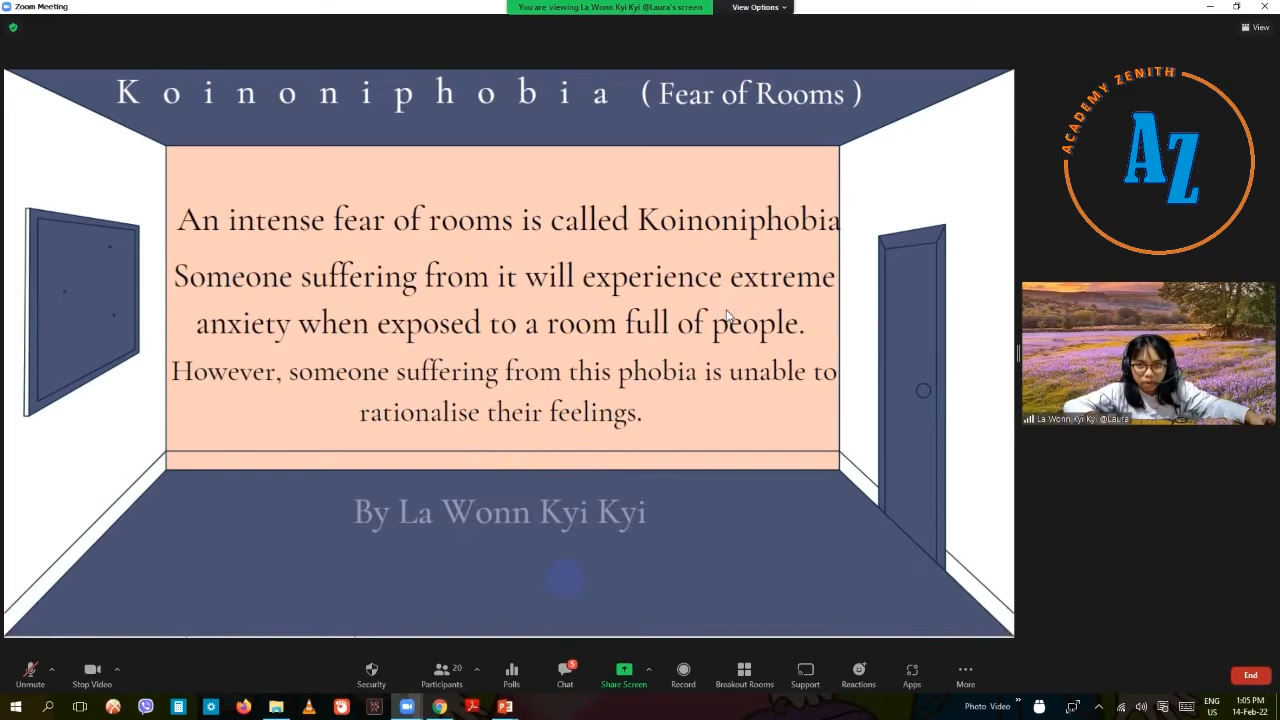 Zoom Meeting
You are viewing La Wonn Kyi Kyi @Laura's screen
View Options
View
K o i n o n i p h o b i a ( Fear of Rooms )
ACADEMY ZENITH
AZ
An intense fear of rooms is called Koinoniphobia
Someone suffering from it will experience extreme
anxiety when exposed to a room full of people.
However, someone suffering from this phobia is unable to
rationalise their feelings.
La Wonn Kyi Kyi @Laura
By La Wonn Kyi Kyi
Unmute
Stop Video
Security
Participants
20
Polls
Chat
5
Share Screen
Record
Breakout Rooms
Support
Reactions
Apps
More
End
Photo Video
ENG
US
1:05 PM
14-Feb-22